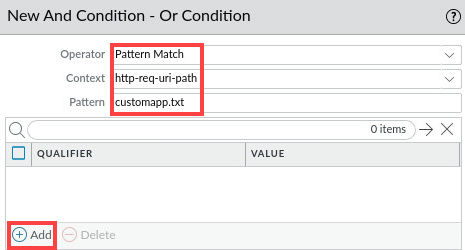 New And Condition - Or Condition
Operator Pattern Match
Context http-req-uri-path
Pattern customapp.txt
0 items
QUALIFIER VALUE
Add Delete